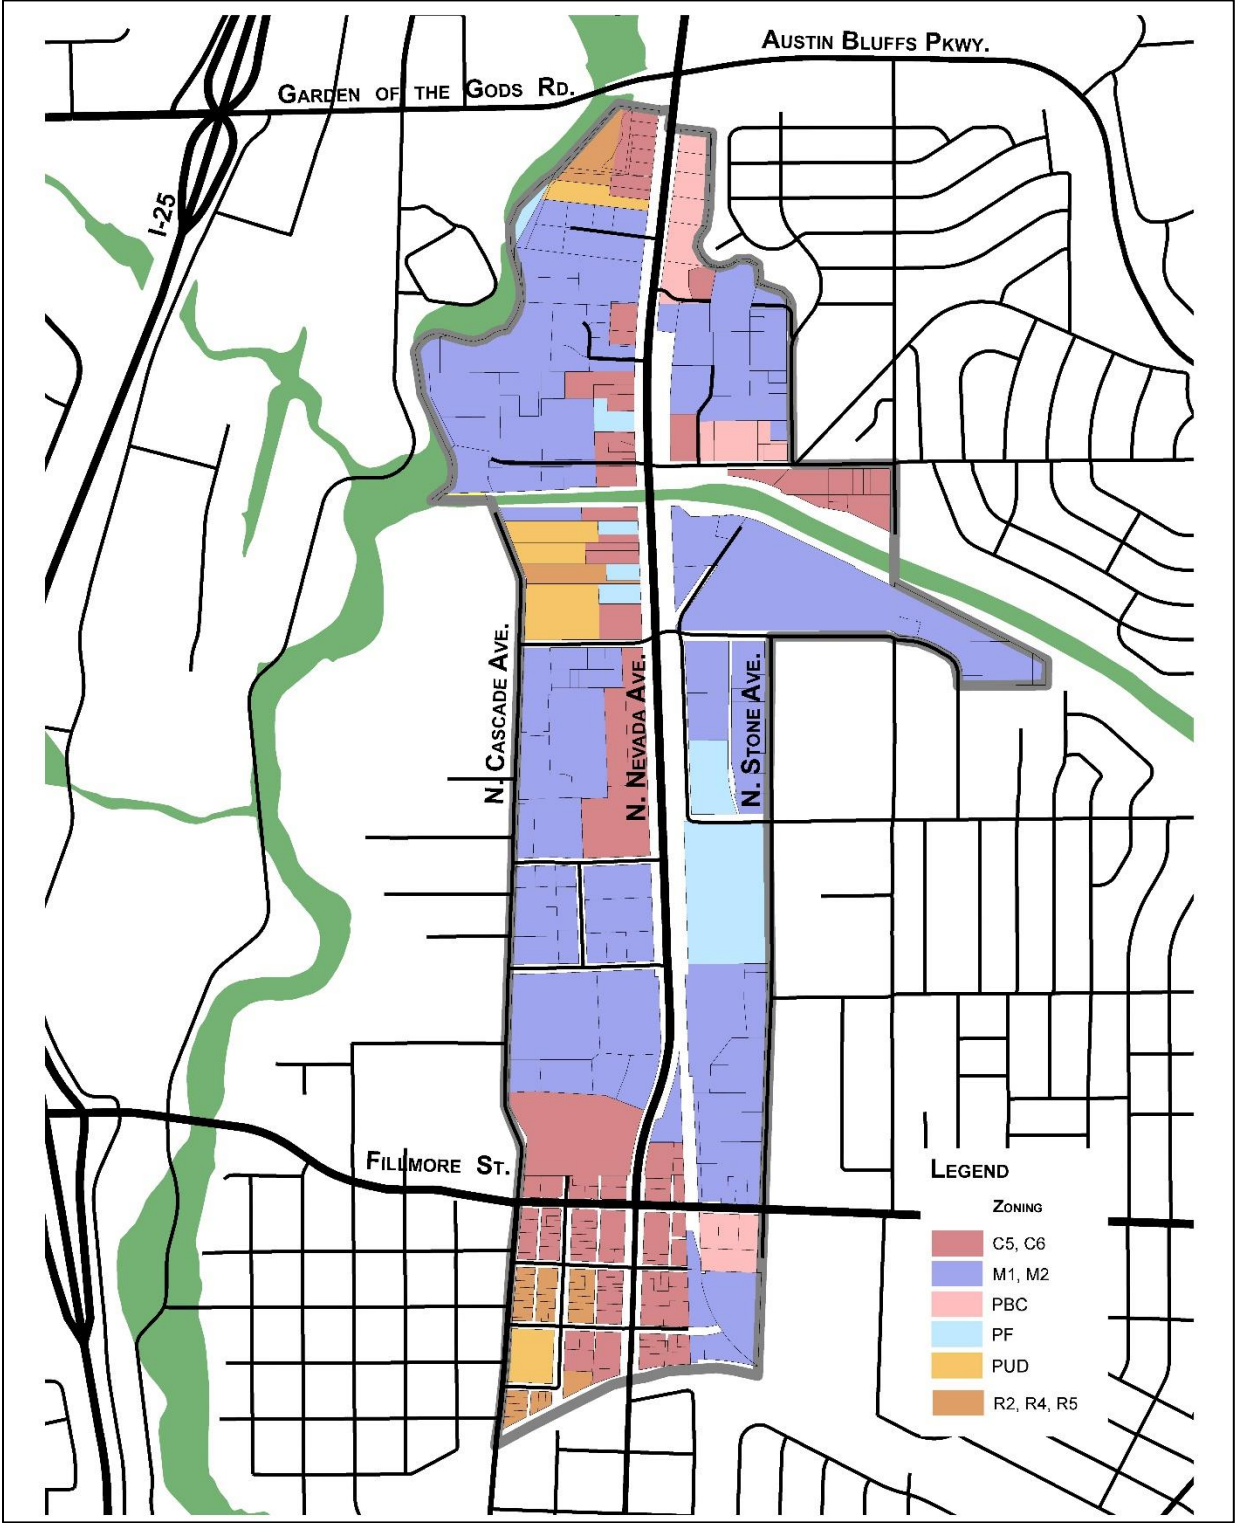 AUSTIN BLUFFS PKWY.
GARDEN OF THE GODS RD.
I-25
N. CASCADE AVE.
N. NEVADA AVE.
N. STONE AVE.
FILLMORE ST.
LEGEND
ZONING
C5, C6
M1, M2
PBC
PF
PUD
R2, R4, R5